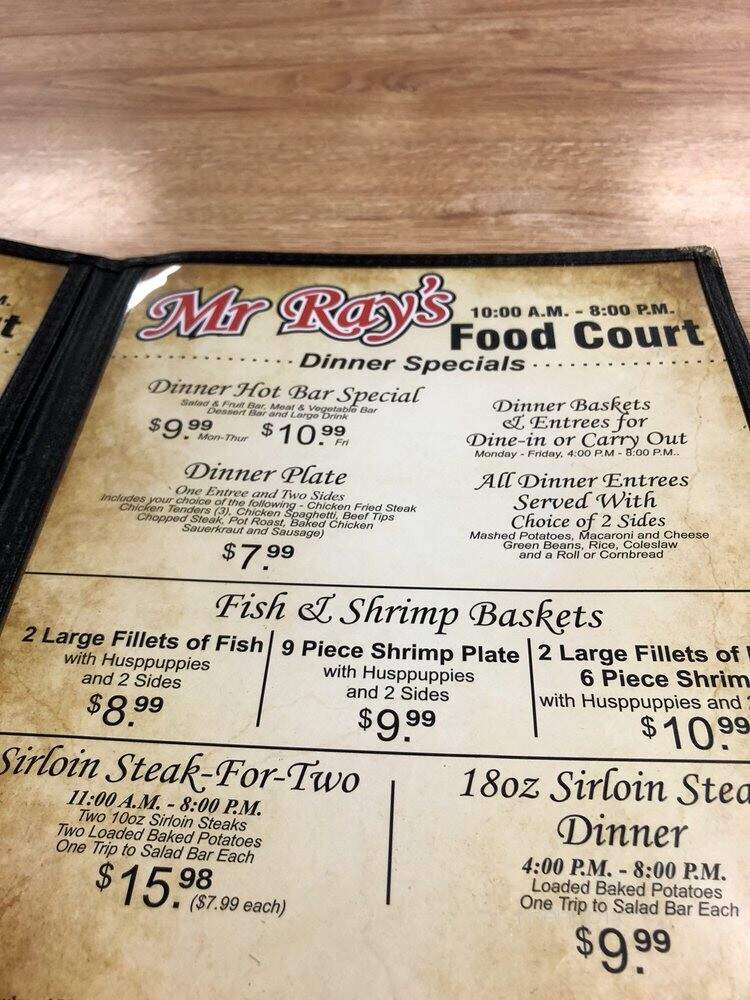 Mr Ray's
10:00 A.M. - 8:00 P.M.
Food Court
Dinner Specials
Dinner Hot Bar Special
Salad & Fruit Bar, Meat & Vegetable Bar
Dessert Bar and Large Drink
$9.99 Mon-Thur $10.99 Fri
Dinner Plate
One Entree and Two Sides
Includes your choice of the following - Chicken Fried Steak
Chicken Tenders (3), Chicken Spaghetti, Beef Tips
Chopped Steak, Pot Roast, Baked Chicken
Sauerkraut and Sausage)
$7.99
Dinner Baskets
& Entrees for
Dine-in or Carry Out
Monday - Friday, 4:00 P.M - 8:00 P.M..
All Dinner Entrees
Served With
Choice of 2 Sides
Mashed Potatoes, Macaroni and Cheese
Green Beans, Rice, Coleslaw
and a Roll or Cornbread
Fish & Shrimp Baskets
2 Large Fillets of Fish
with Husppuppies
and 2 Sides
$8.99
9 Piece Shrimp Plate
with Husppuppies
and 2 Sides
$9.99
2 Large Fillets of
6 Piece Shrim
with Husppuppies and
$10.99
Sirloin Steak-For-Two
11:00 A.M. - 8:00 P.M.
Two 10oz Sirloin Steaks
Two Loaded Baked Potatoes
One Trip to Salad Bar Each
$15.98 ($7.99 each)
18oz Sirloin Stea
Dinner
4:00 P.M. - 8:00 P.M.
Loaded Baked Potatoes
One Trip to Salad Bar Each
$9.99